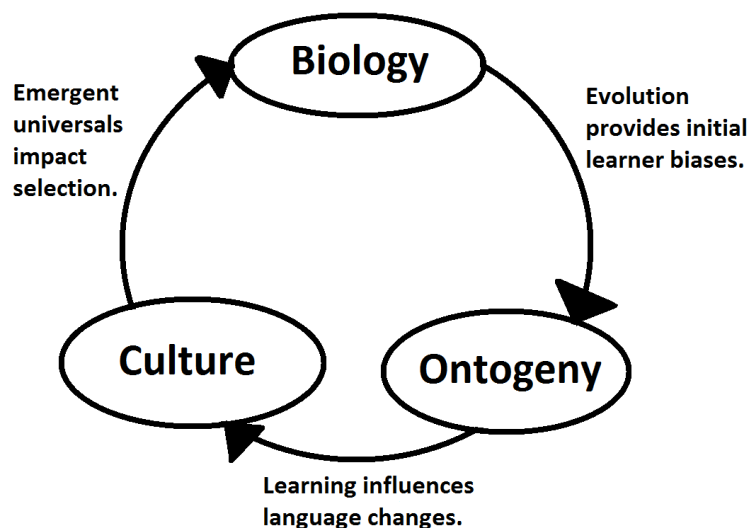 Biology
Emergent
universals
impact
selection.
Evolution
provides initial
learner biases.
Culture
Ontogeny
Learning influences
language changes.